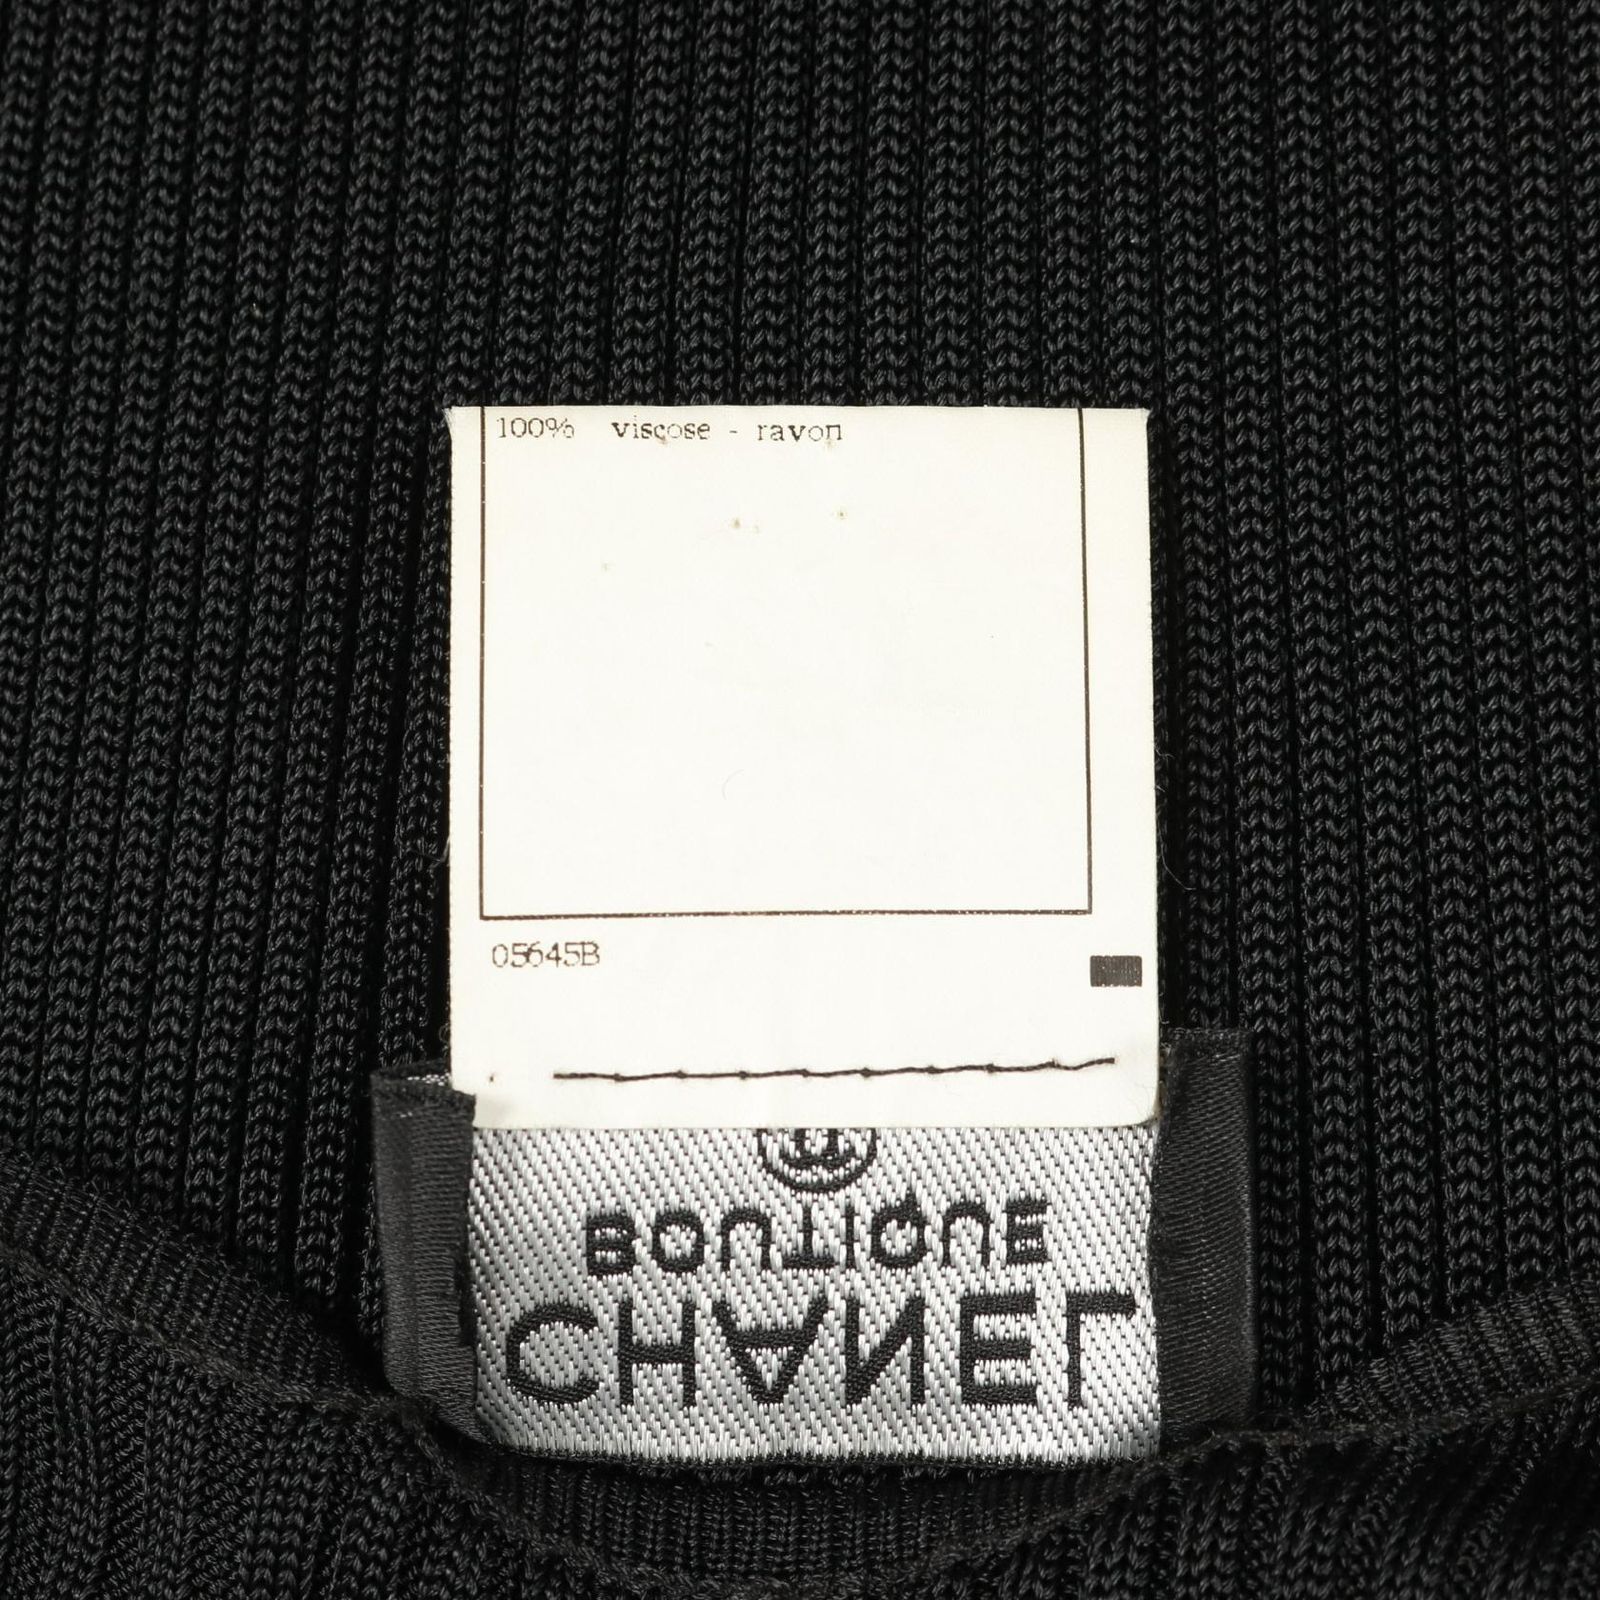 100% viscose - rayon
05645B
BOUTIQUE
CHANEL